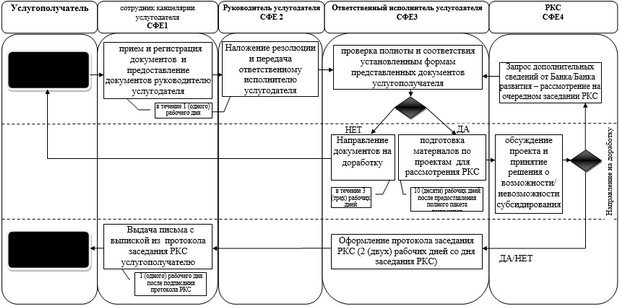 Услугополучатель
сотрудник канцелярии
услугодателя
СФЕ1
Руководитель услугодателя
СФЕ 2
Ответственный исполнитель услугодателя
СФЕ3
РКС
СФЕ4
прием и регистрация
документов и
предоставление
документов руководителю
услугодателя
в течение 1 (одного)
рабочего дня
Наложение резолюции
и передача
ответственному
исполнителю
услугодателя
проверка полноты и соответствия
установленным формам
представленных документов
услугополучателя
Запрос дополнительных
сведений от Банка/Банка
развития – рассмотрение на
очередном заседании РКС
НЕТ
ДА
Направление
документов на
доработку
в течение 3
(трех) рабочих
дней
подготовка
материалов по
проектам для
рассмотрения РКС
10 (десяти) рабочих дней
после предоставления
полного пакета
обсуждение
проекта и
принятие
решения о
возможности/
невозможности
субсидирования
Направление на доработку
Выдача письма с
выпиской из протокола
заседания РКС
услугополучателю
1 (одного) рабочего дня
после подписания
протокола РКС
Оформление протокола заседания
РКС (2 (двух) рабочих дней со дня
заседания РКС)
ДА/НЕТ